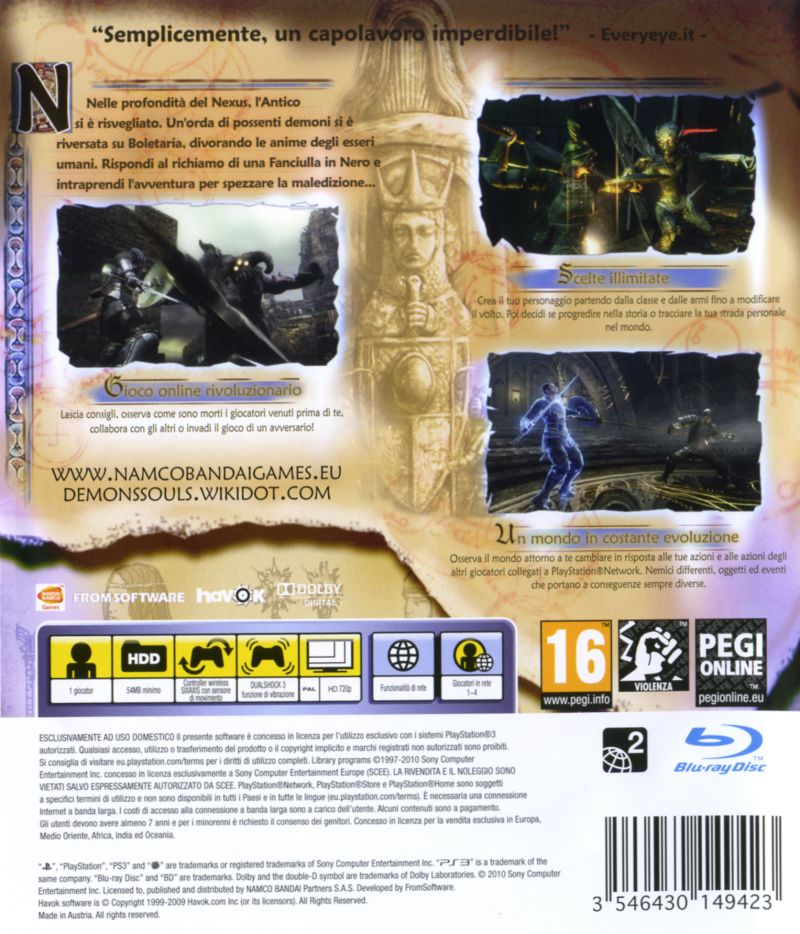 “Semplicemente, un capolavoro imperdibile!” - Everyeye.it -
Nelle profondità del Nexus, l'Antico
si è risvegliato. Un'orda di possenti demoni si è
riversata su Boletaria, divorando le anime degli esseri
umani. Rispondi al richiamo di una Fanciulla in Nero e
intraprendi l'avventura per spezzare la maledizione...
Scelte illimitate
Crea il tuo personaggio partendo dalla classe e dalle armi fino a modificare
il volto. Poi decidi se progredire nella storia o tracciare la tua strada personale
nel mondo.
Gioco online rivoluzionario
Lascia consigli, osserva come sono morti i giocatori venuti prima di te,
collabora con gli altri o invadi il gioco di un avversario!
WWW.NAMCOBANDAIGAMES.EU
DEMONSSOULS.WIKIDOT.COM
Un mondo in costante evoluzione
Osserva il mondo attorno a te cambiare in risposta alle tue azioni e alle azioni degli
altri giocatori collegati a PlayStation®Network. Nemici differenti, oggetti ed eventi
che portano a conseguenze sempre diverse.
BANDAI NAMCO Games
FROMSOFTWARE
havok
DOLBY DIGITAL
1 giocator
HDD
54MB minimo
Controller wireless
SIXAXIS con sensore
di movimento
DUALSHOCK 3
funzione di vibrazione
PAL HD 720p
Funzionalità di rete
Giocatori in rete
1-4
16
www.pegi.info
VIOLENZA
PEGI
ONLINE
pegionline.eu
ESCLUSIVAMENTE AD USO DOMESTICO Il presente software è concesso in licenza per l'utilizzo esclusivo con i sistemi PlayStation®3
autorizzati. Qualsiasi accesso, utilizzo o trasferimento del prodotto o il copyright implicito e marchi registrati non autorizzati sono proibiti.
Si consiglia di visitare eu.playstation.com/terms per i diritti di utilizzo completi. Library programs ©1997-2010 Sony Computer
Entertainment Inc. concesso in licenza esclusivamente a Sony Computer Entertainment Europe (SCEE). LA RIVENDITA E IL NOLEGGIO SONO
VIETATI SALVO ESPRESSAMENTE AUTORIZZATO DA SCEE. PlayStation®Network, PlayStation®Store e PlayStation®Home sono soggetti
a specifici termini di utilizzo e non sono disponibili in tutti i Paesi e in tutte le lingue (eu.playstation.com/terms). È necessaria una connessione
Internet a banda larga. I costi di accesso alla connessione a banda larga sono a carico dell'utente. Alcuni contenuti sono a pagamento.
Gli utenti devono avere almeno 7 anni e per i minorenni è richiesto il consenso dei genitori. Concesso in licenza per la vendita esclusiva in Europa,
Medio Oriente, Africa, India ed Oceania.
2
Blu-ray Disc
“ ”, “PlayStation”, “PS3” and “ ” are trademarks or registered trademarks of Sony Computer Entertainment Inc. “PS3” is a trademark of the
same company. “Blu-ray Disc” and “BD” are trademarks. Dolby and the double-D symbol are trademarks of Dolby Laboratories. © 2010 Sony Computer
Entertainment Inc. Licensed to, published and distributed by NAMCO BANDAI Partners S.A.S. Developed by FromSoftware.
Havok software is © Copyright 1999-2009 Havok.com Inc (or its licensors). All Rights Reserved.
Made in Austria. All rights reserved.
3 546430 149423